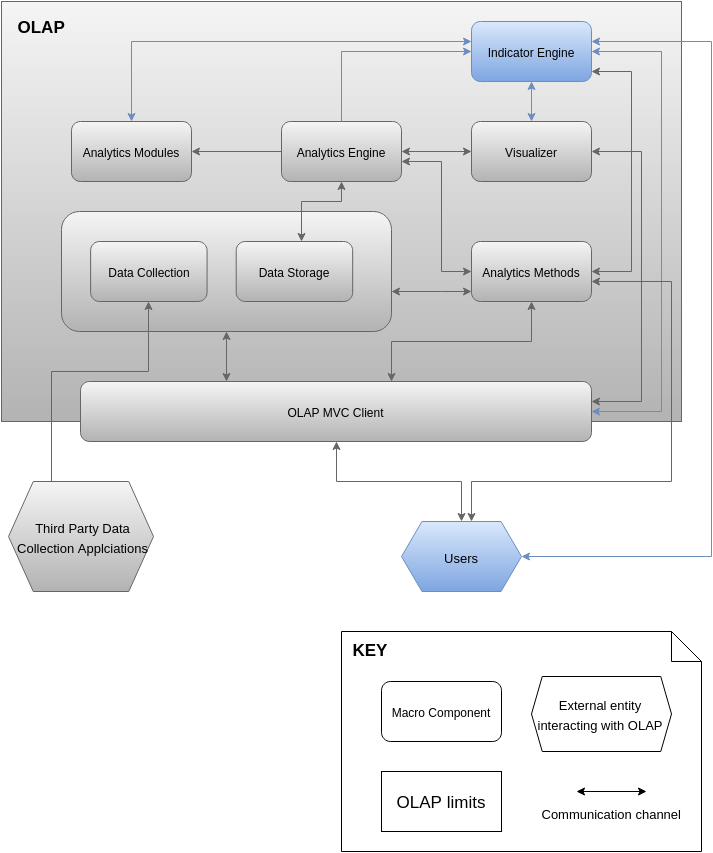 OLAP
Indicator Engine
Analytics Modules
Analytics Engine
Visualizer
Data Collection
Data Storage
Analytics Methods
OLAP MVC Client
Third Party Data
Collection Applciations
Users
KEY
Macro Component
External entity
interacting with OLAP
OLAP limits
Communication channel